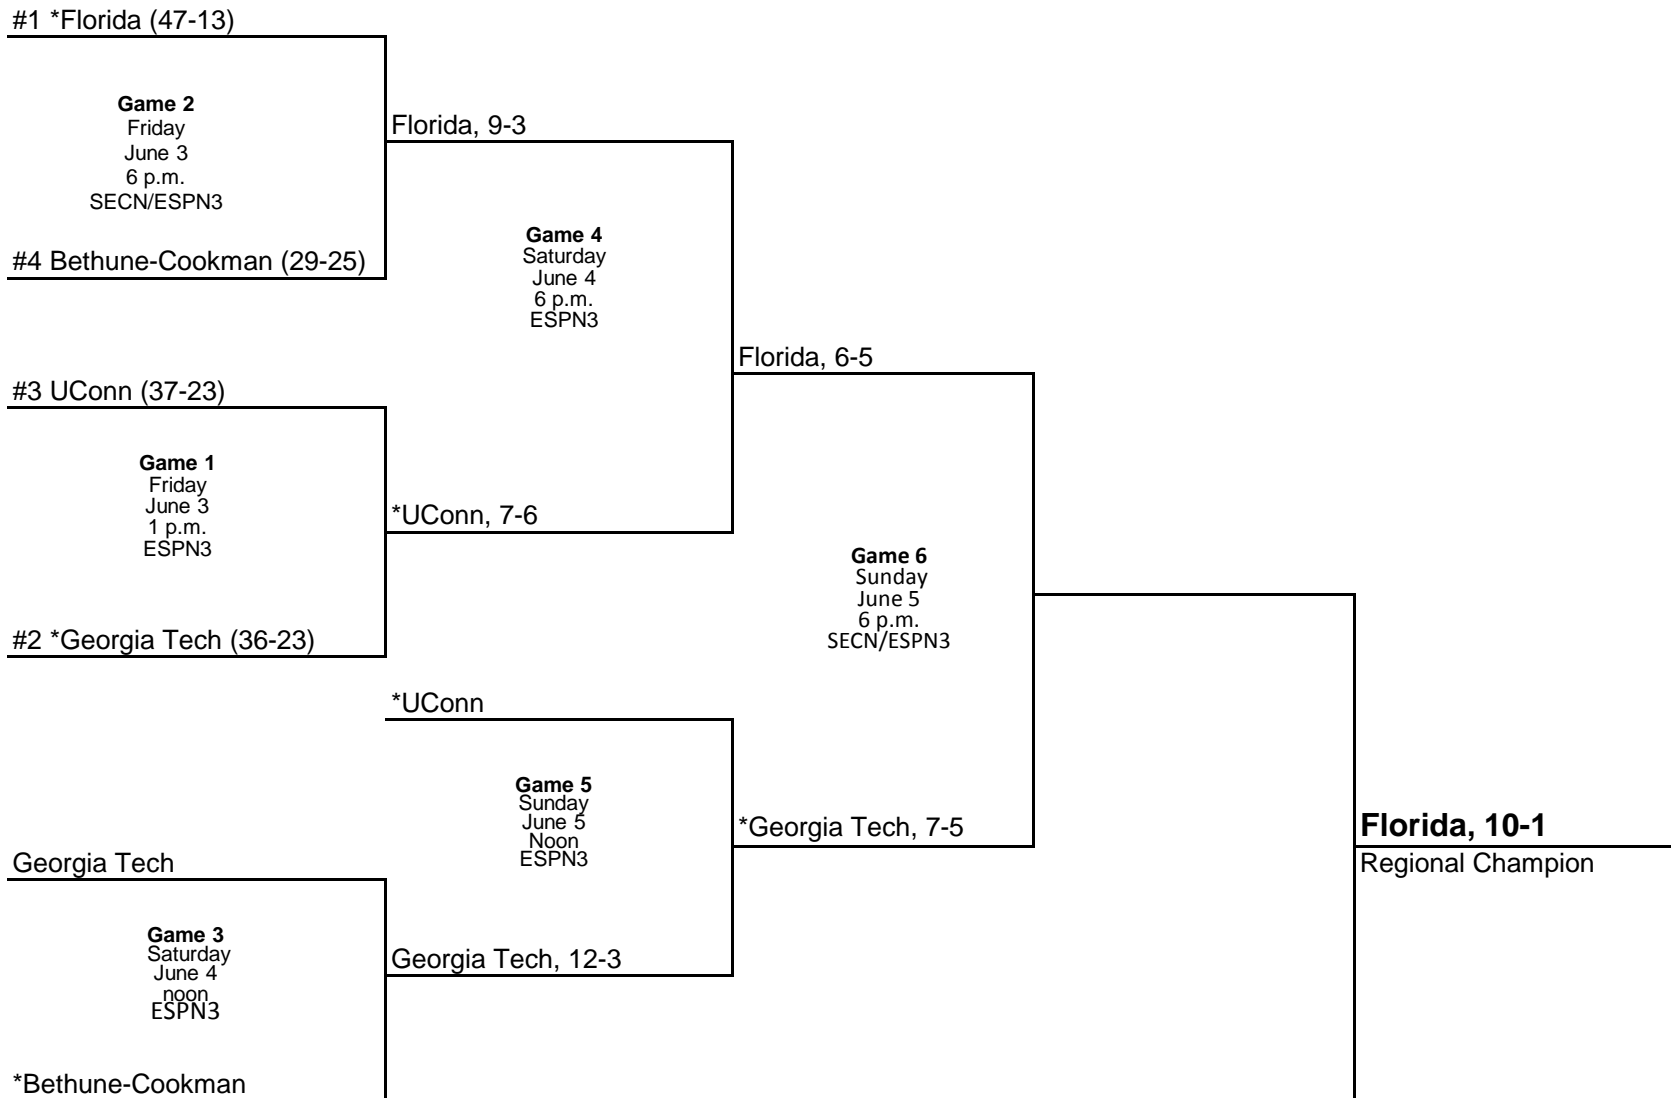 #1 *Florida (47-13)
Game 2
Friday
June 3
6 p.m.
SECN/ESPN3
#4 Bethune-Cookman (29-25)
Florida, 9-3
Game 4
Saturday
June 4
6 p.m.
ESPN3
#3 UConn (37-23)
Game 1
Friday
June 3
1 p.m.
ESPN3
#2 *Georgia Tech (36-23)
*UConn, 7-6
Florida, 6-5
Game 6
Sunday
June 5
6 p.m.
SECN/ESPN3
*UConn
Game 5
Sunday
June 5
Noon
ESPN3
*Georgia Tech, 7-5
Georgia Tech
Game 3
Saturday
June 4
noon
ESPN3
*Bethune-Cookman
Georgia Tech, 12-3
Florida, 10-1
Regional Champion